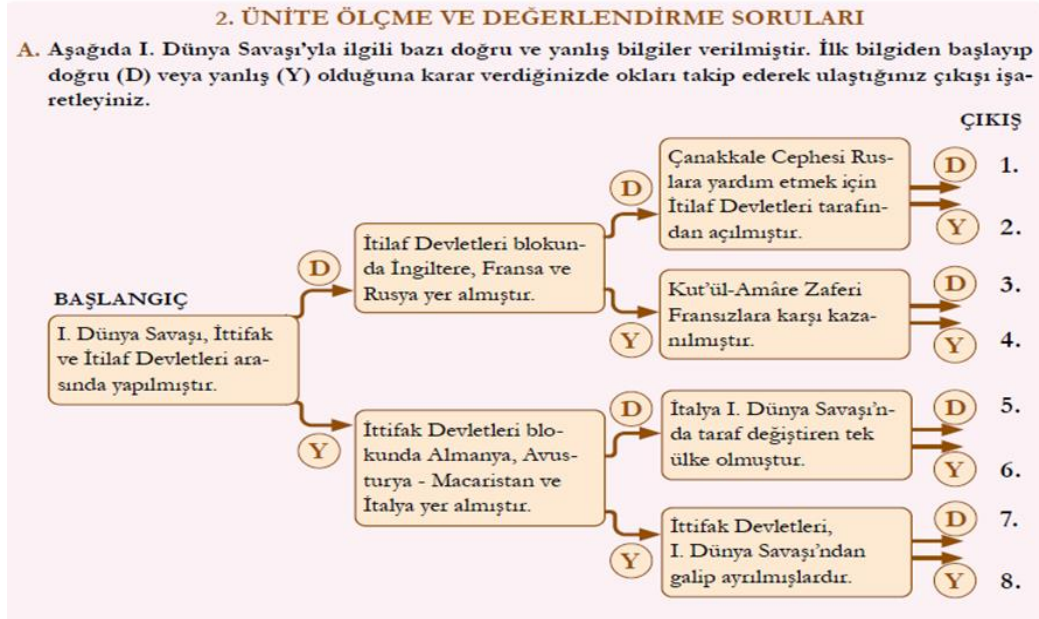 2. ÜNİTE ÖLÇME VE DEĞERLENDİRME SORULARI
A. Aşağıda I. Dünya Savaşı’yla ilgili bazı doğru ve yanlış bilgiler verilmiştir. İlk bilgiden başlayıp
doğru (D) veya yanlış (Y) olduğuna karar verdiğinizde okları takip ederek ulaştığınız çıkışı işa-
retleyiniz.
ÇIKIŞ
BAŞLANGIÇ
I. Dünya Savaşı, İttifak
ve İtilaf Devletleri ara-
sında yapılmıştır.
D
Y
İtilaf Devletleri blokun-
da İngiltere, Fransa ve
Rusya yer almıştır.
D
Y
İttifak Devletleri blo-
kunda Almanya, Avus-
turya - Macaristan ve
İtalya yer almıştır.
D
Y
Çanakkale Cephesi Rus-
lara yardım etmek için
İtilaf Devletleri tarafın-
dan açılmıştır.
D 1.
Y 2.
Kut’ül-Amâre Zaferi
Fransızlara karşı kaza-
nılmıştır.
D 3.
Y 4.
İtalya I. Dünya Savaşı’n-
da taraf değiştiren tek
ülke olmuştur.
D 5.
Y 6.
İttifak Devletleri,
I. Dünya Savaşı’ndan
galip ayrılmışlardır.
D 7.
Y 8.